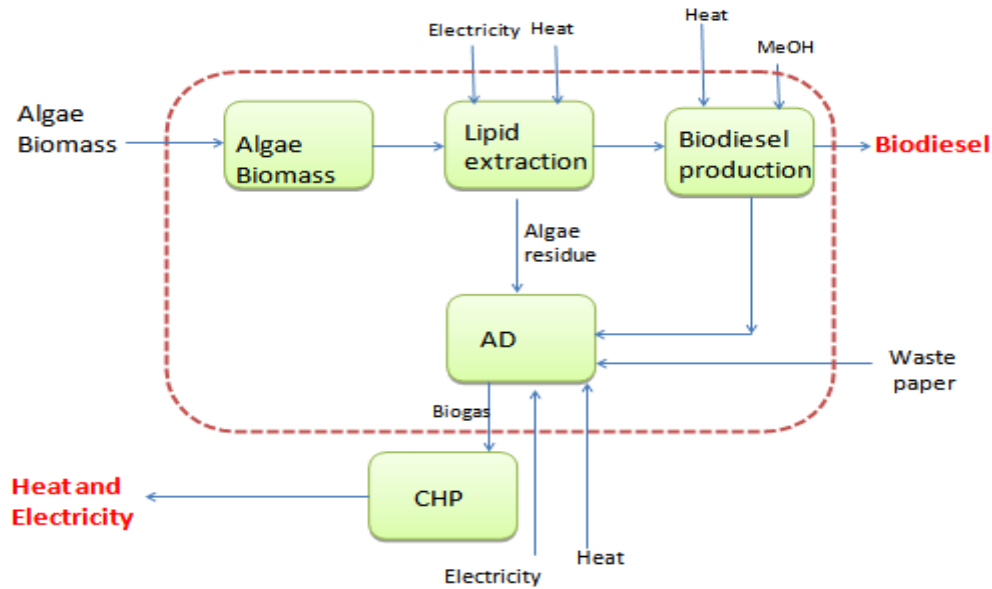 Electricity Heat
Heat
MeOH
Algae
Biomass
Algae
Biomass
Lipid
extraction
Biodiesel
production
Biodiesel
Algae
residue
AD
Waste
paper
Biogas
CHP
Heat and
Electricity
Heat
Electricity